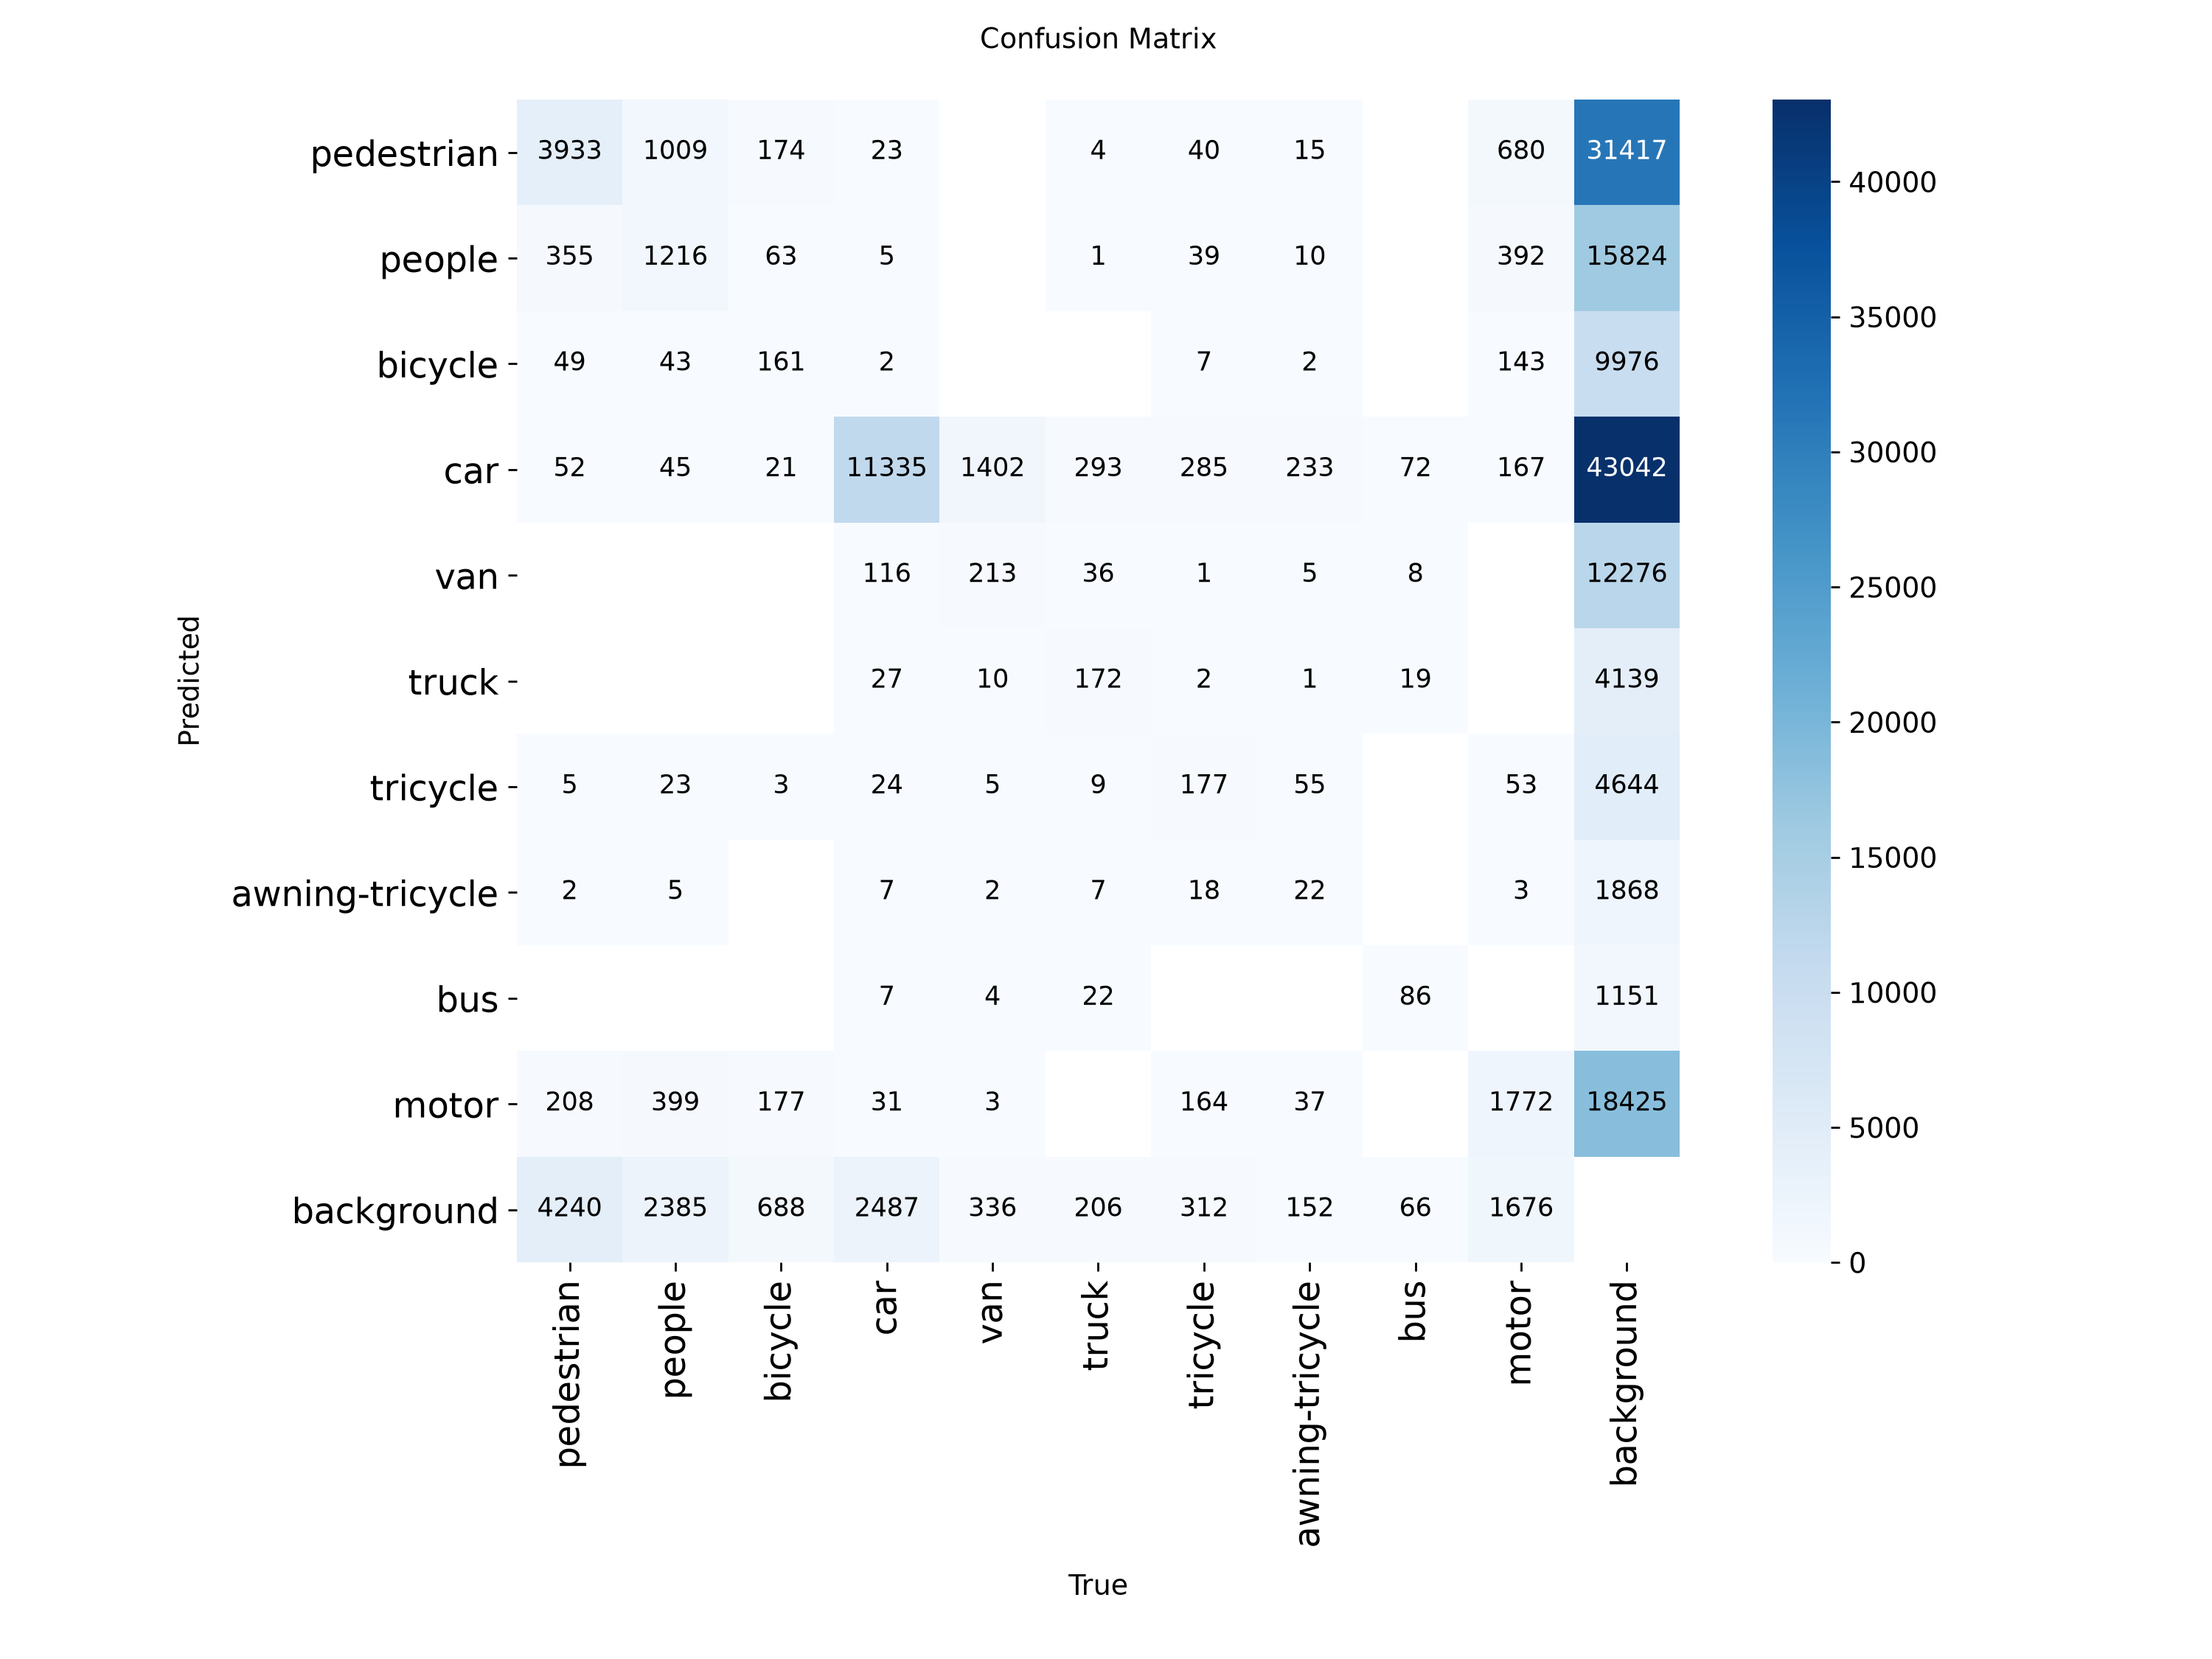 Confusion Matrix
pedestrian 3933 1009 174 23 4 40 15 680 31417
people 355 1216 63 5 1 39 10 392 15824
bicycle 49 43 161 2 7 2 143 9976
car 52 45 21 11335 1402 293 285 233 72 167 43042
van 116 213 36 1 5 8 12276
truck 27 10 172 2 1 19 4139
tricycle 5 23 3 24 5 9 177 55 53 4644
awning-tricycle 2 5 7 2 7 18 22 3 1868
bus 7 4 22 86 1151
motor 208 399 177 31 3 164 37 1772 18425
background 4240 2385 688 2487 336 206 312 152 66 1676
pedestrian people bicycle car van truck tricycle awning-tricycle bus motor background
True
Predicted
40000
35000
30000
25000
20000
15000
10000
5000
0